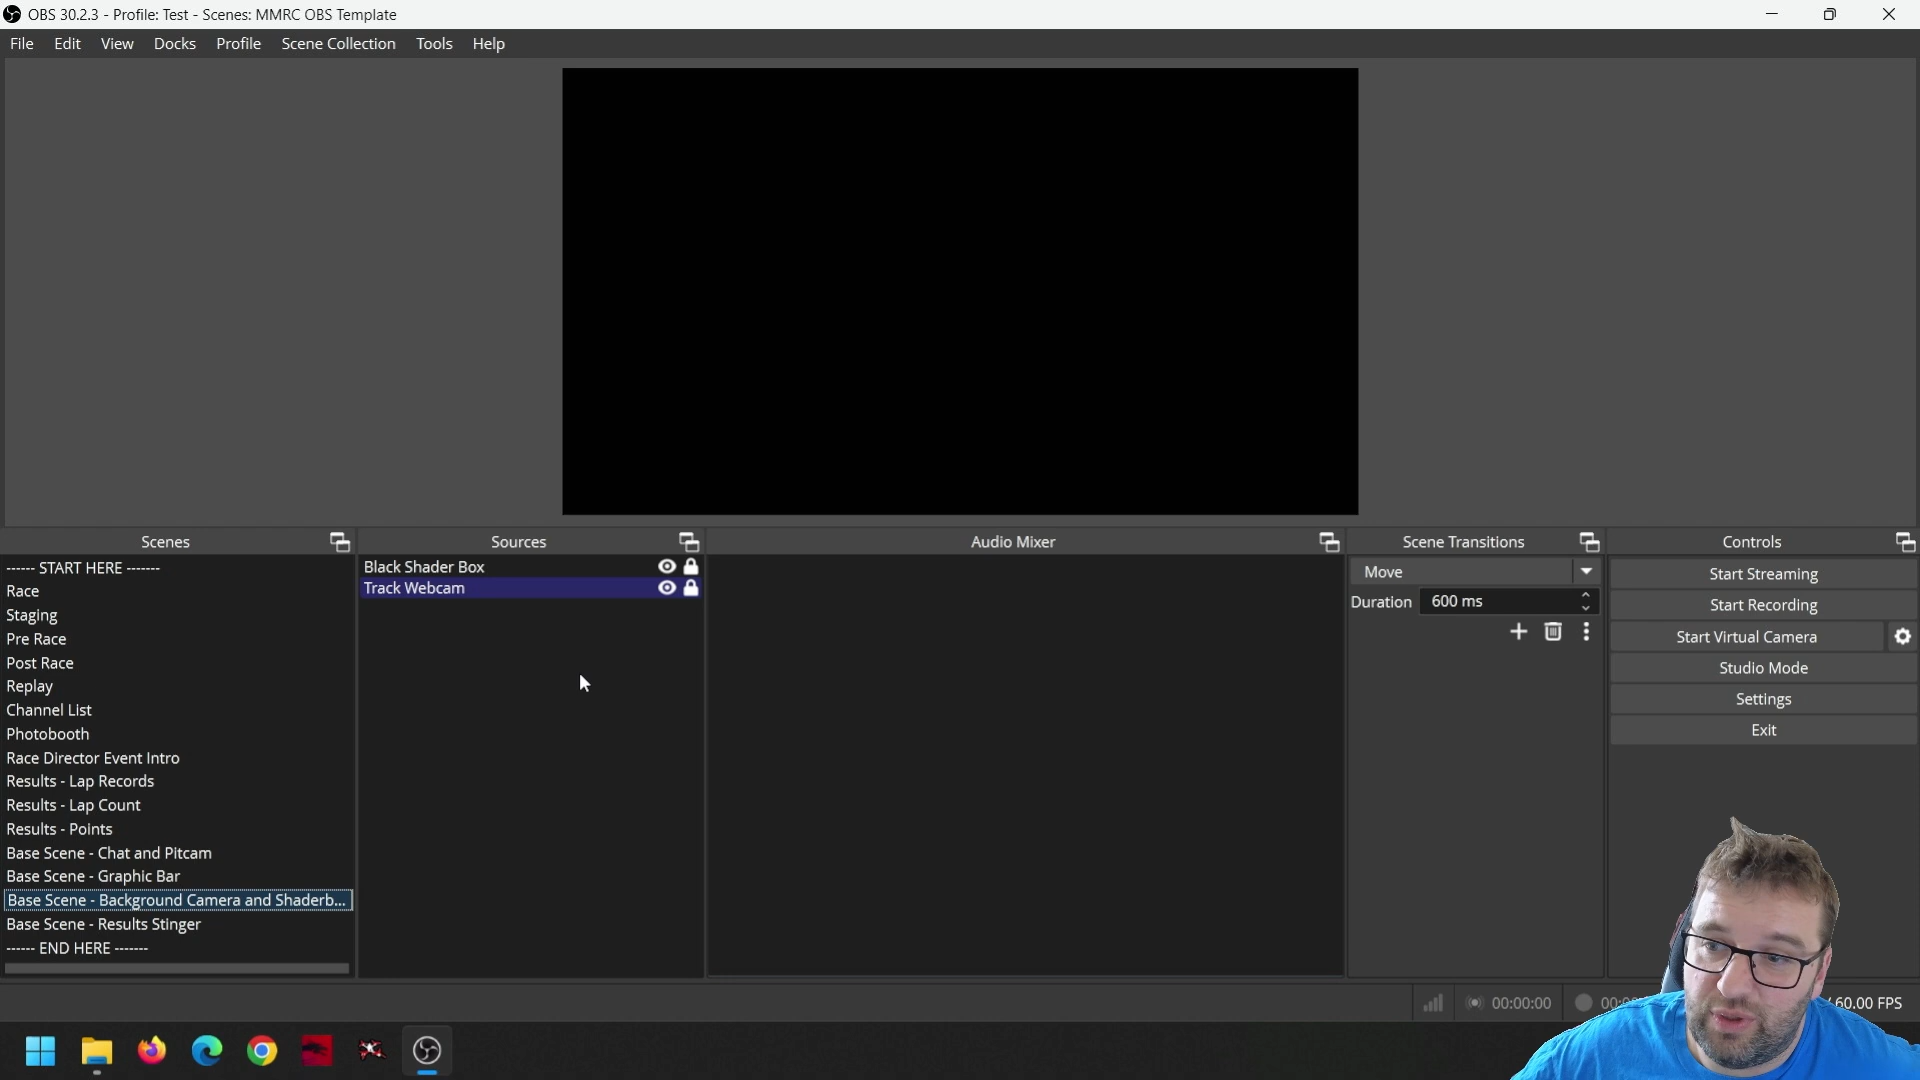 OBS 30.2.3 - Profile: Test - Scenes: MMRC OBS Template
File Edit View Docks Profile Scene Collection Tools Help
Scenes
------ START HERE -------
Race
Staging
Pre Race
Post Race
Replay
Channel List
Photobooth
Race Director Event Intro
Results - Lap Records
Results - Lap Count
Results - Points
Base Scene - Chat and Pitcam
Base Scene - Graphic Bar
Base Scene - Background Camera and Shaderb...
Base Scene - Results Stinger
------ END HERE -------
Sources
Black Shader Box
Track Webcam
Audio Mixer
Scene Transitions
Move
Duration 600 ms
Controls
Start Streaming
Start Recording
Start Virtual Camera
Studio Mode
Settings
Exit
00:00:00
60.00 FPS